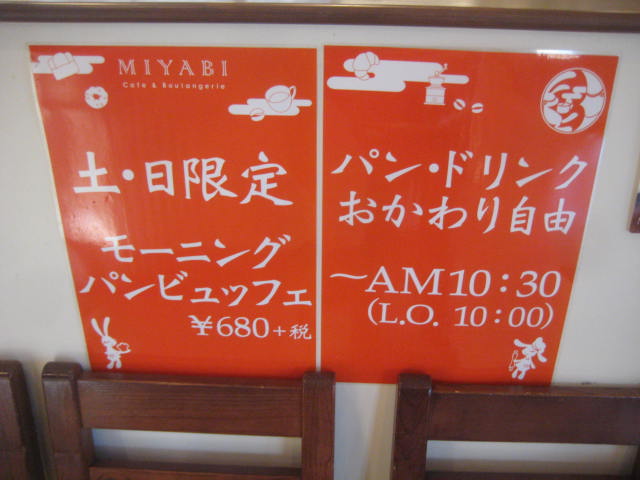 MIYABI
Cafe & Boulangerie
土・日限定
モーニング
パンビュッフェ
¥680+税
パン・ドリンク
おかわり自由
～AM10:30
(L.O. 10:00)